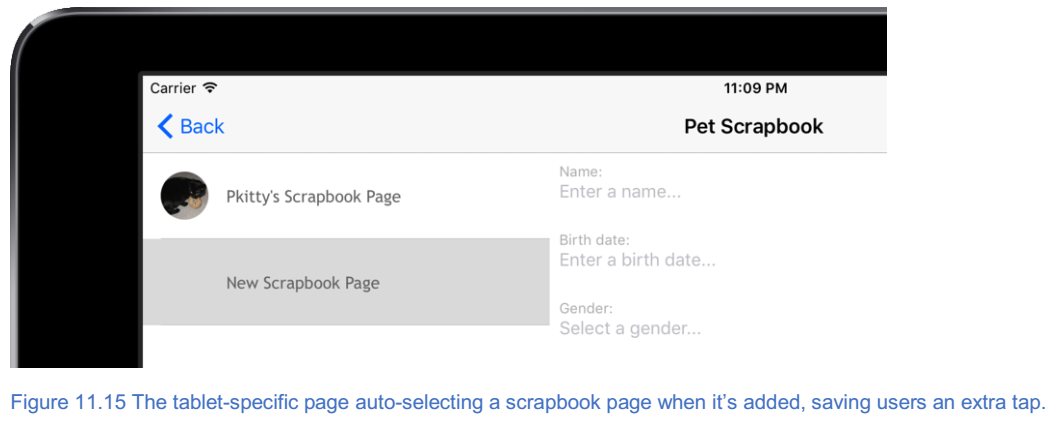 Carrier
11:09 PM
Back
Pet Scrapbook
Pkitty's Scrapbook Page
New Scrapbook Page
Name:
Enter a name...
Birth date:
Enter a birth date...
Gender:
Select a gender...
Figure 11.15 The tablet-specific page auto-selecting a scrapbook page when it’s added, saving users an extra tap.